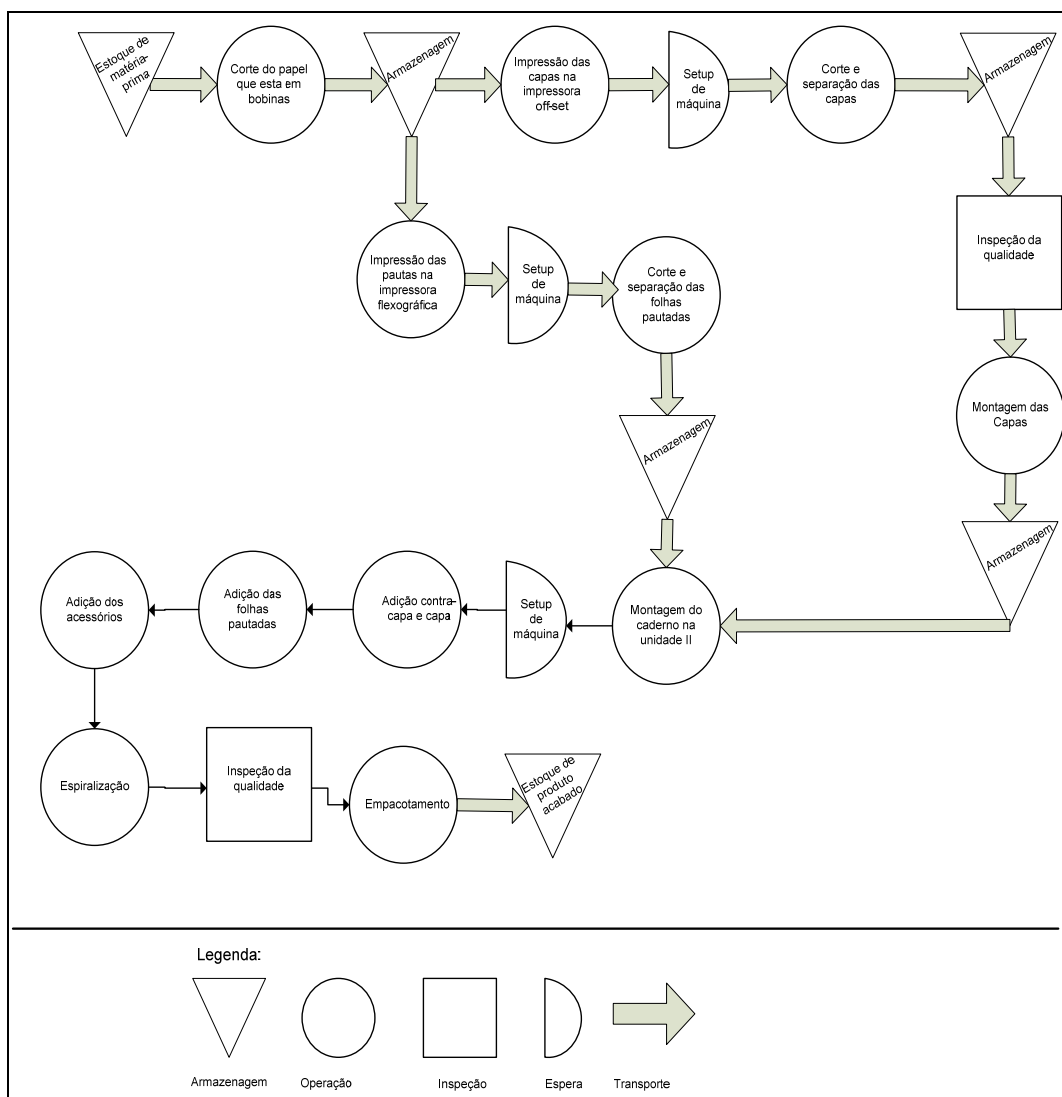 Estoque de
matéria-
prima
Corte do papel
que esta em
bobinas
Armazenagem
Impressão das
capas na
impressora
off-set
Setup
de
máquina
Corte e
separação das
capas
Armazenagem
Impressão das
pautas na
impressora
flexográfica
Setup
de
máquina
Corte e
separação das
folhas
pautadas
Inspeção da
qualidade
Montagem das
Capas
Armazenagem
Armazenagem
Adição dos
acessórios
Adição das
folhas
pautadas
Adição contra-
capa e capa
Setup
de
máquina
Montagem do
caderno na
unidade II
Espiralização
Inspeção da
qualidade
Empacotamento
Estoque de
produto
acabado
Legenda:
Armazenagem
Operação
Inspeção
Espera
Transporte